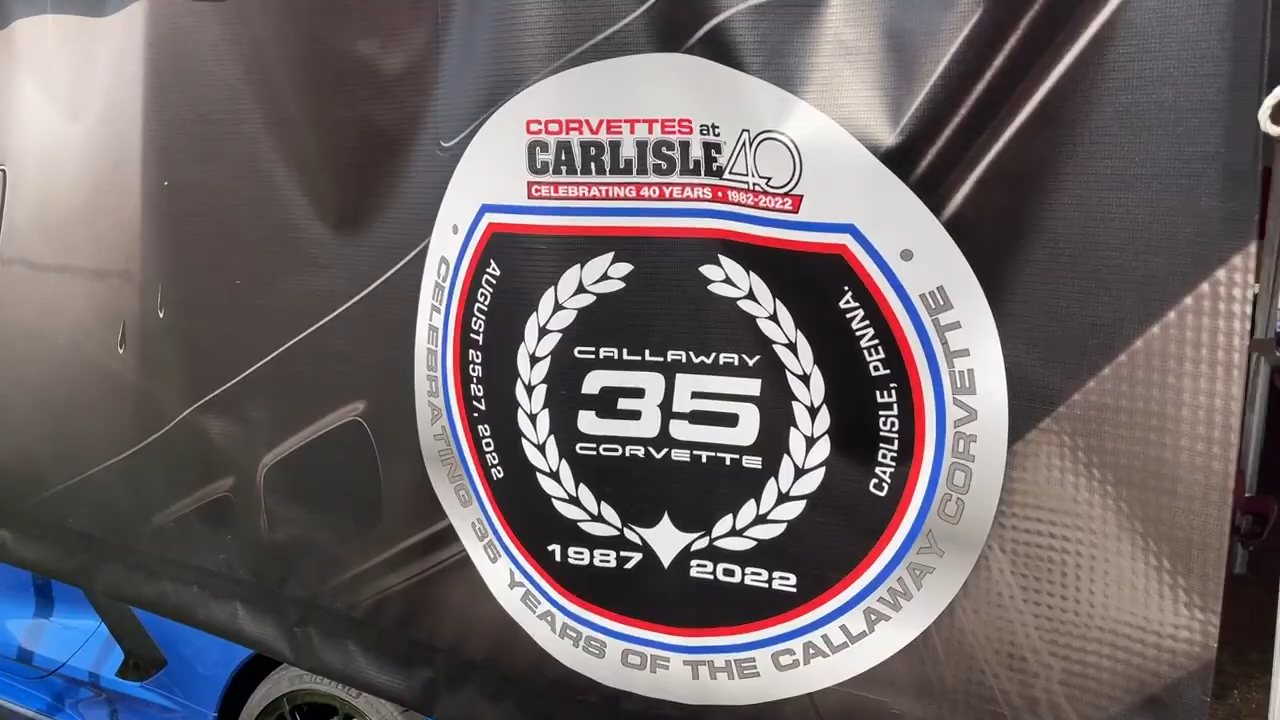 CORVETTES at
CARLISLE 40
CELEBRATING 40 YEARS • 1982-2022
AUGUST 25-27, 2022
CARLISLE, PENNA.
CALLAWAY
35
CORVETTE
1987 2022
• CELEBRATING 35 YEARS OF THE CALLAWAY CORVETTE •
MICHELIN